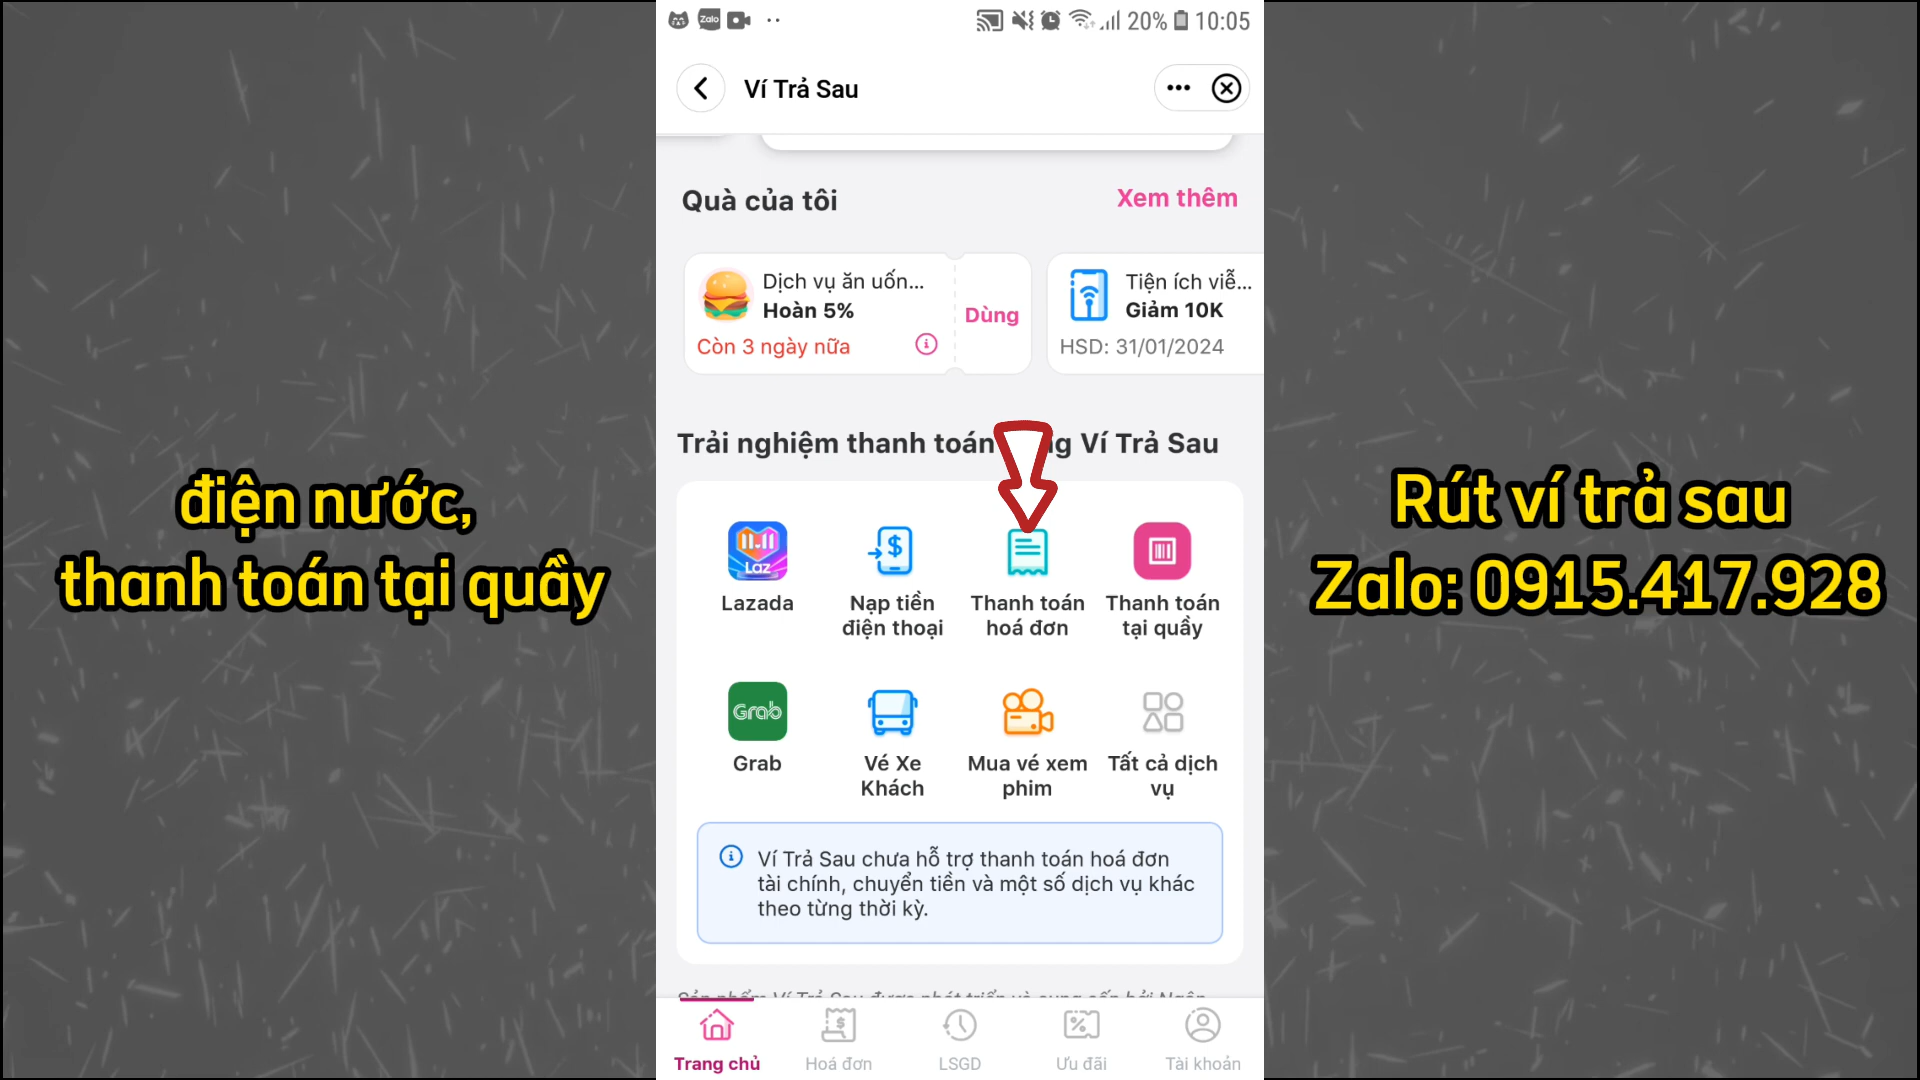 Zalo
20%
10:05
Ví Trả Sau
Quà của tôi
Xem thêm
Dịch vụ ăn uốn...
Hoàn 5%
Còn 3 ngày nữa
Dùng
Tiện ích viễ...
Giảm 10K
HSD: 31/01/2024
Trải nghiệm thanh toán
Ví Trả Sau
điện nước,
thanh toán tại quầy
Rút ví trả sau
Zalo: 0915.417.928
11.11
Laz
Lazada
Nạp tiền
điện thoại
Thanh toán
hoá đơn
Thanh toán
tại quầy
Grab
Grab
Vé Xe
Khách
Mua vé xem
phim
Tất cả dịch
vụ
Ví Trả Sau chưa hỗ trợ thanh toán hoá đơn
tài chính, chuyển tiền và một số dịch vụ khác
theo từng thời kỳ.
Trang chủ
Hoá đơn
LSGD
Ưu đãi
Tài khoản